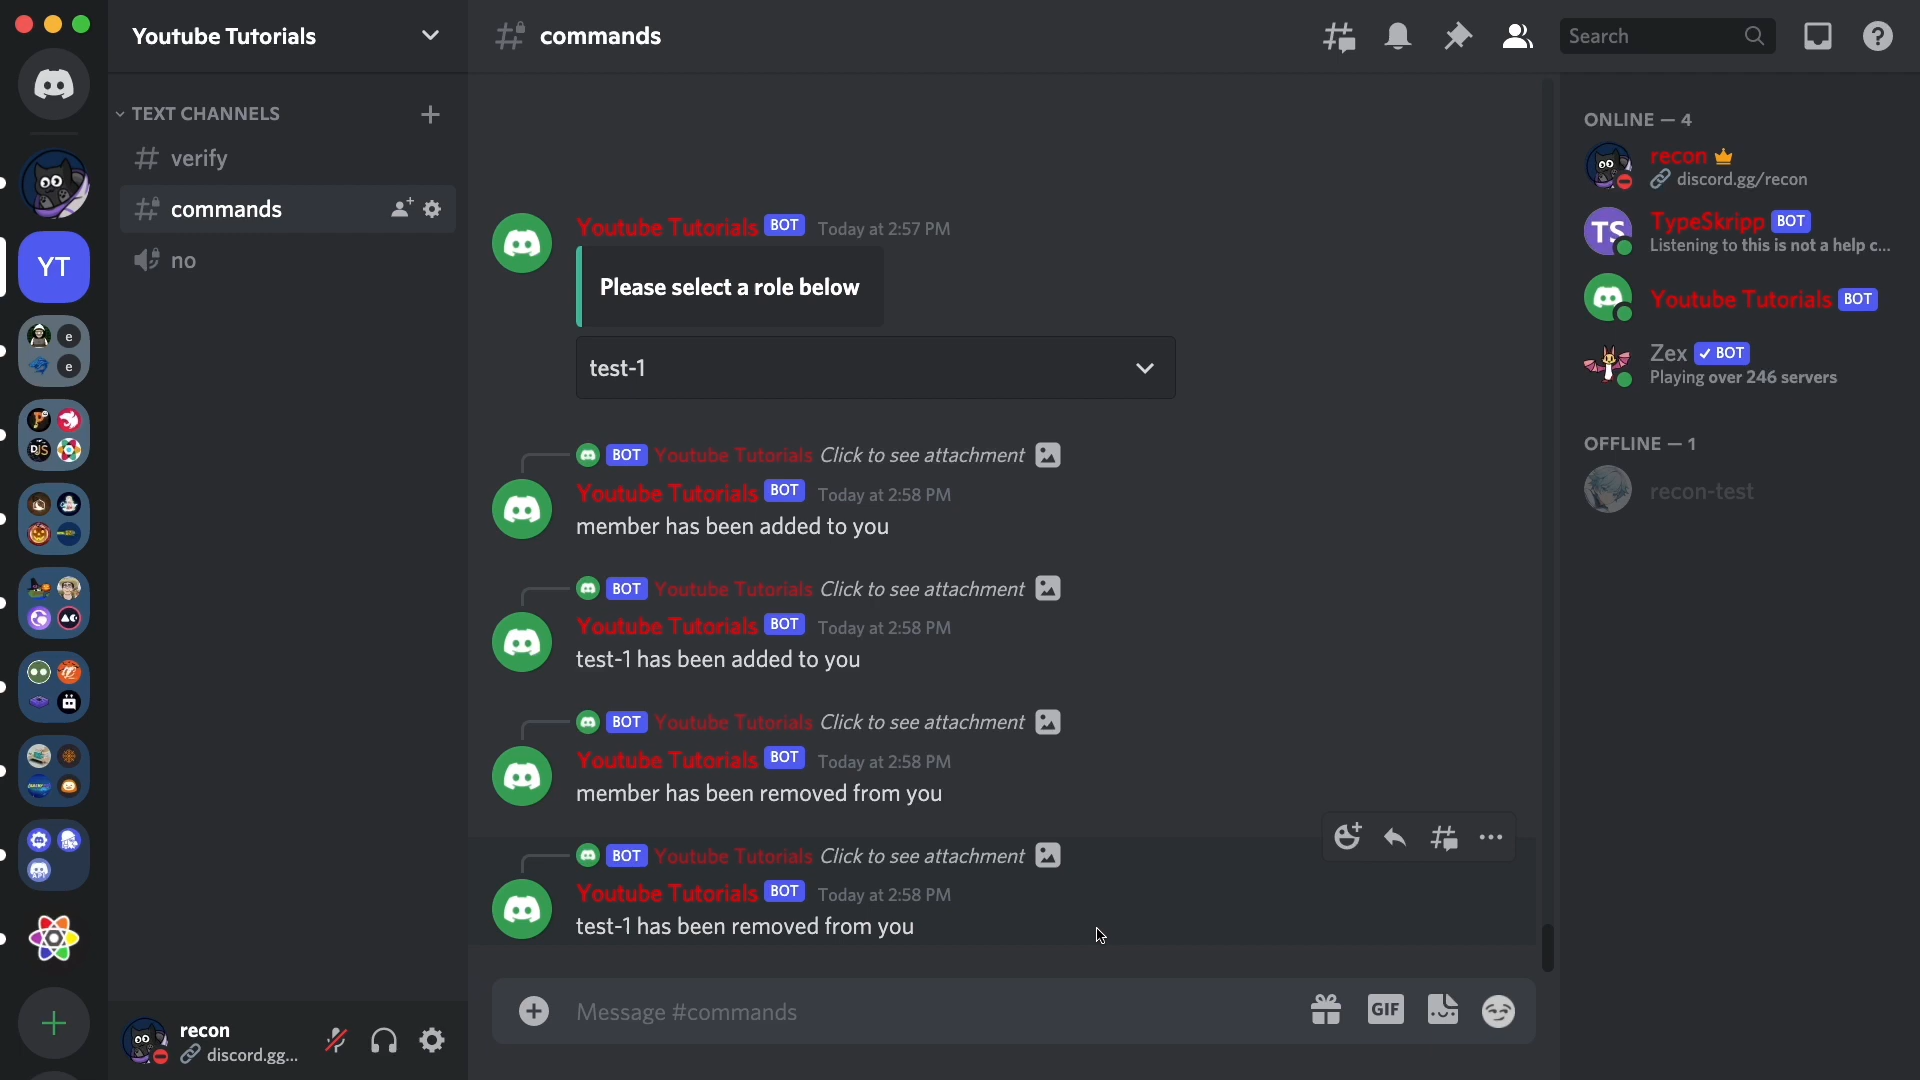 Youtube Tutorials
TEXT CHANNELS
verify
commands
no
YT
e
e
DJS
API
recon
discord.gg...
commands
Search
Youtube Tutorials BOT Today at 2:57 PM
Please select a role below
test-1
BOT Youtube Tutorials Click to see attachment
Youtube Tutorials BOT Today at 2:58 PM
member has been added to you
BOT Youtube Tutorials Click to see attachment
Youtube Tutorials BOT Today at 2:58 PM
test-1 has been added to you
BOT Youtube Tutorials Click to see attachment
Youtube Tutorials BOT Today at 2:58 PM
member has been removed from you
BOT Youtube Tutorials Click to see attachment
Youtube Tutorials BOT Today at 2:58 PM
test-1 has been removed from you
Message #commands
GIF
ONLINE — 4
recon
discord.gg/recon
TS
TypeSkripp BOT
Listening to this is not a help c...
Youtube Tutorials BOT
Zex ✓ BOT
Playing over 246 servers
OFFLINE — 1
recon-test